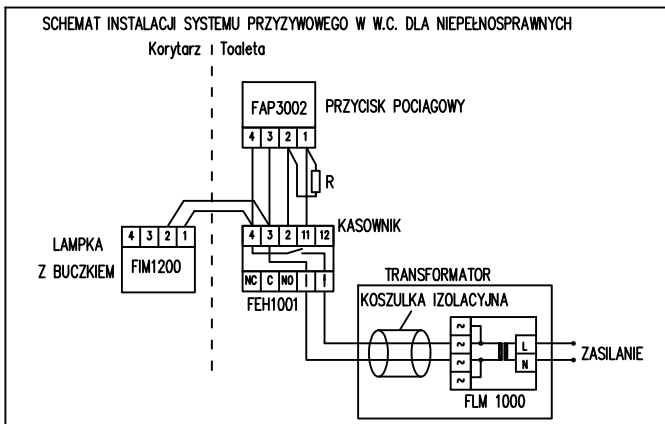 SCHEMAT INSTALACJI SYSTEMU PRZYZYWOWEGO W W.C. DLA NIEPEŁNOSPRAWNYCH
Korytarz Toaleta
FAP3002 PRZYCISK POCIĄGOWY
4 3 2 1
R
KASOWNIK
4 3 2 11 12
4 3 2 1
LAMPKA
Z BUCZKIEM
FIM1200
NC C NO
FEH1001
TRANSFORMATOR
KOSZULKA IZOLACYJNA
~
~
~
~
L
N
ZASILANIE
FLM 1000